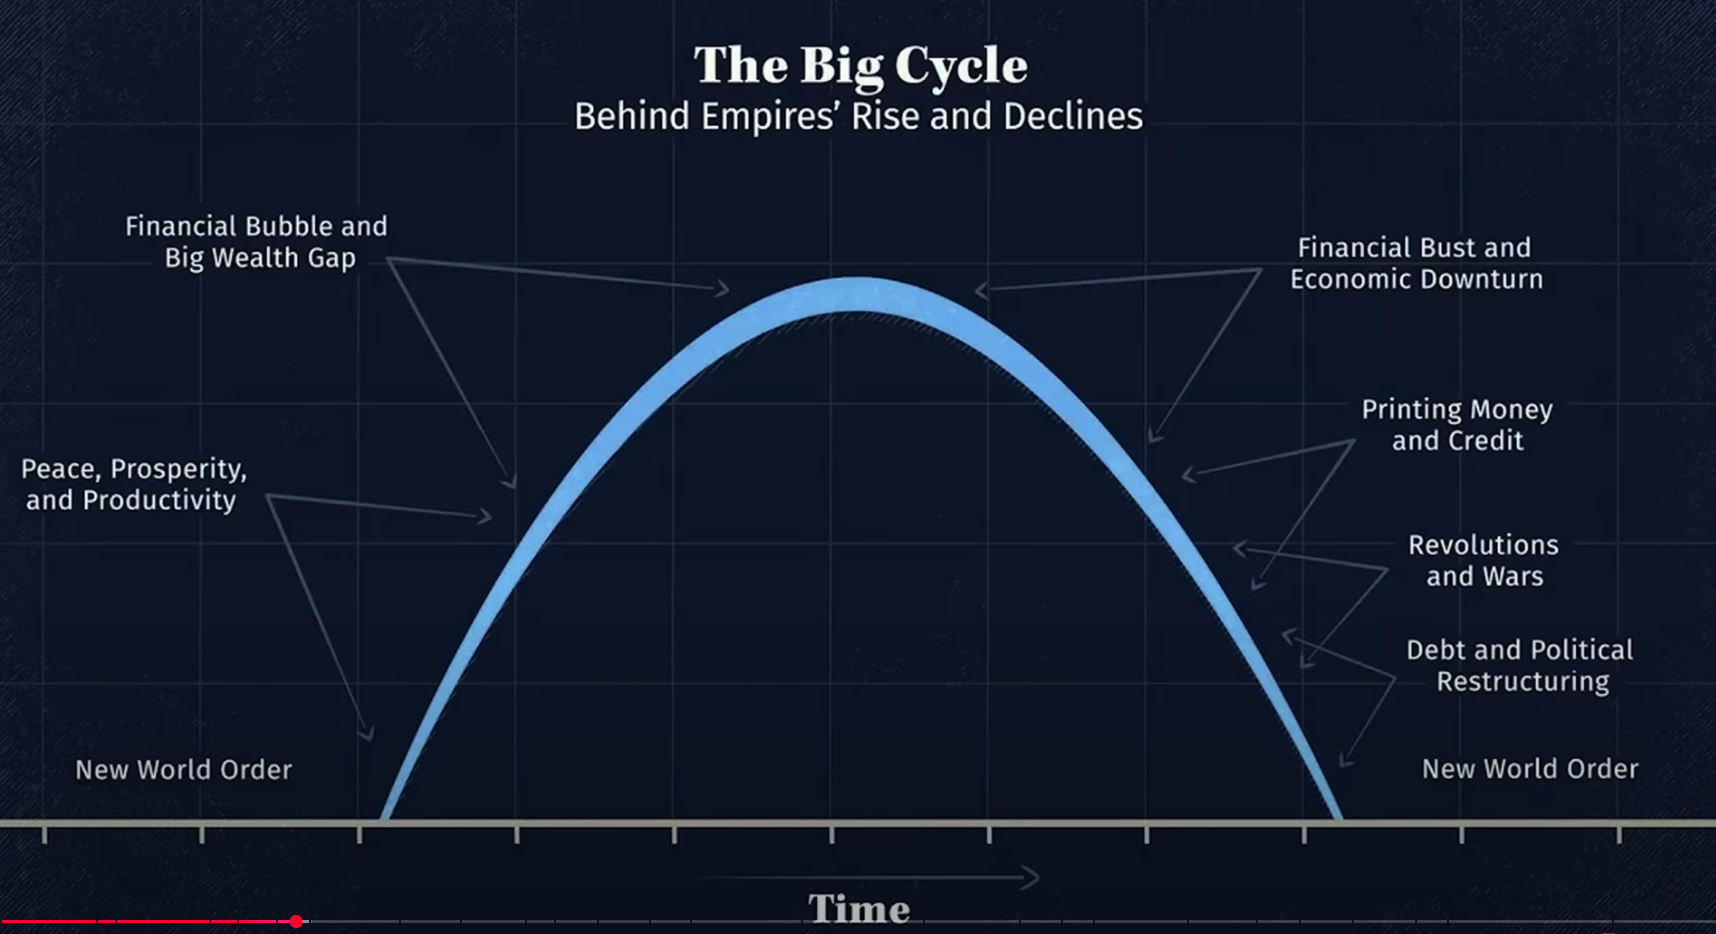 The Big Cycle
Behind Empires’ Rise and Declines
Financial Bubble and
Big Wealth Gap
Financial Bust and
Economic Downturn
Printing Money
and Credit
Peace, Prosperity,
and Productivity
Revolutions
and Wars
Debt and Political
Restructuring
New World Order
New World Order
Time